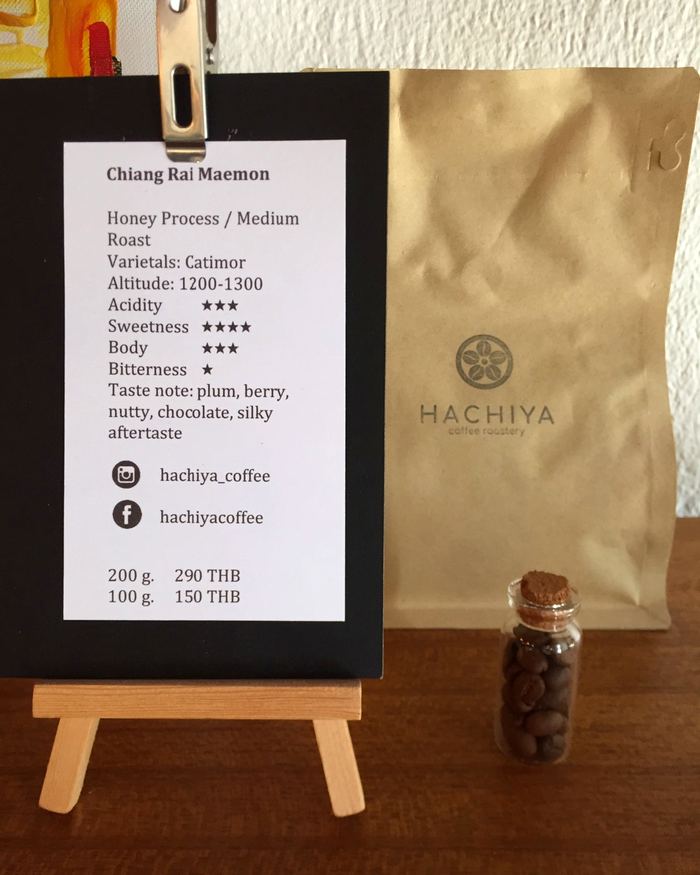 Chiang Rai Maemon
Honey Process / Medium
Roast
Varietals: Catimor
Altitude: 1200-1300
Acidity ★★★
Sweetness ★★★★
Body ★★★
Bitterness ★
Taste note: plum, berry,
nutty, chocolate, silky
aftertaste
hachiya_coffee
hachiyacoffee
200 g. 290 THB
100 g. 150 THB
HACHIYA
coffee roastery